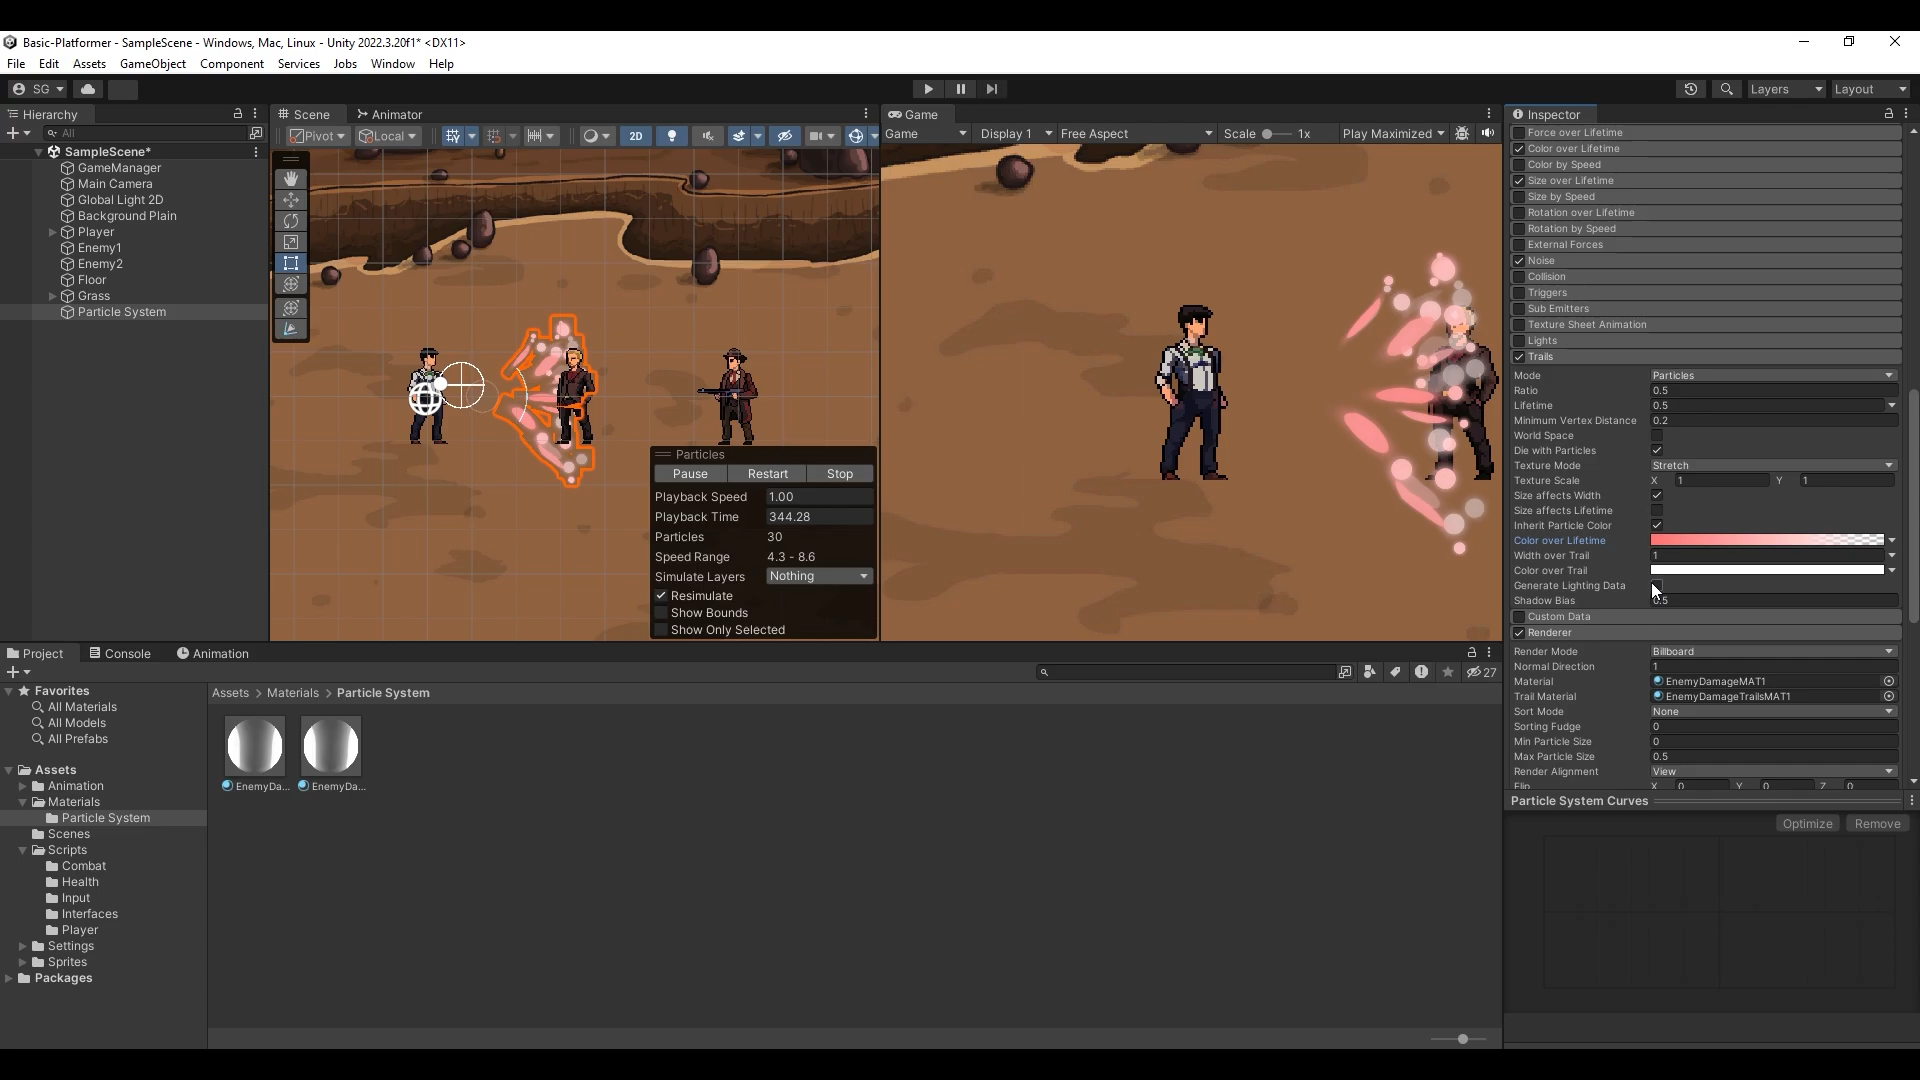 Basic-Platformer - SampleScene - Windows, Mac, Linux - Unity 2022.3.20f1* <DX11>
File Edit Assets GameObject Component Services Jobs Window Help
SG
Layers Layout
Hierarchy
All
SampleScene*
GameManager
Main Camera
Global Light 2D
Background Plain
Player
Enemy1
Enemy2
Floor
Grass
Particle System
Scene Animator
Pivot Local 2D
Particles
Pause Restart Stop
Playback Speed 1.00
Playback Time 344.28
Particles 30
Speed Range 4.3 - 8.6
Simulate Layers Nothing
Resimulate
Show Bounds
Show Only Selected
Game
Game Display 1 Free Aspect Scale 1x Play Maximized
Inspector
Force over Lifetime
Color over Lifetime
Color by Speed
Size over Lifetime
Size by Speed
Rotation over Lifetime
Rotation by Speed
External Forces
Noise
Collision
Triggers
Sub Emitters
Texture Sheet Animation
Lights
Trails
Mode Particles
Ratio 0.5
Lifetime 0.5
Minimum Vertex Distance 0.2
World Space
Die with Particles
Texture Mode Stretch
Texture Scale X 1 Y 1
Size affects Width
Size affects Lifetime
Inherit Particle Color
Color over Lifetime
Width over Trail 1
Color over Trail
Generate Lighting Data
Shadow Bias 0.5
Custom Data
Renderer
Render Mode Billboard
Normal Direction 1
Material EnemyDamageMAT1
Trail Material EnemyDamageTrailsMAT1
Sort Mode None
Sorting Fudge 0
Min Particle Size 0
Max Particle Size 0.5
Render Alignment View
Flip X 0 Y 0 Z 0
Particle System Curves
Optimize Remove
Project Console Animation
27
Favorites
All Materials
All Models
All Prefabs
Assets
Animation
Materials
Particle System
Scenes
Scripts
Combat
Health
Input
Interfaces
Player
Settings
Sprites
Packages
Assets > Materials > Particle System
EnemyDa... EnemyDa...